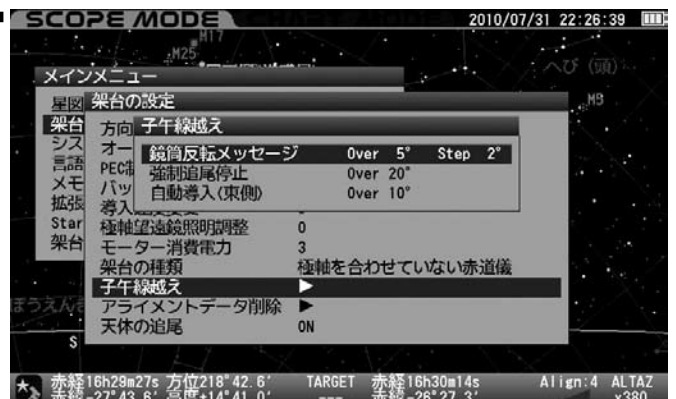 SCOPE MODE
2010/07/31 22:26:39
M17
M25
へび (頭)
M9
メインメニュー
星図
架台
シス
言語
メモ
拡張
Star
架台
架台の設定
方向
オー
PEC制
バッ
導入
極軸望遠鏡照明調整 0
モーター消費電力 3
架台の種類 極軸を合わせていない赤道儀
子午線越え ▶
アライメントデータ削除 ▶
天体の追尾 ON
子午線越え
鏡筒反転メッセージ Over 5° Step 2°
強制追尾停止 Over 20°
自動導入(東側) Over 10°
ぼうえんき
S
赤経16h29m27s 方位218°42.6′ TARGET 赤経16h30m14s Align:4 ALTAZ
赤緯-27°43.6′ 高度+14°41.0′ --- 赤緯-26°27.3′ x380